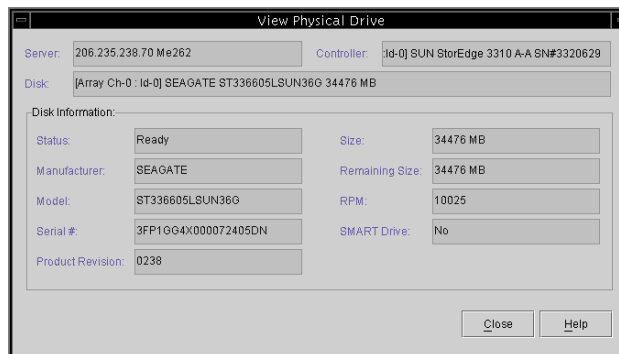 View Physical Drive
Server: 206.235.238.70 Me262 Controller: :Id-0] SUN StorEdge 3310 A-A SN#3320629
Disk: [Array Ch-0 : Id-0] SEAGATE ST336605LSUN36G 34476 MB
Disk Information:
Status: Ready Size: 34476 MB
Manufacturer: SEAGATE Remaining Size: 34476 MB
Model: ST336605LSUN36G RPM: 10025
Serial #: 3FP1GG4X000072405DN SMART Drive: No
Product Revision: 0238
Close Help